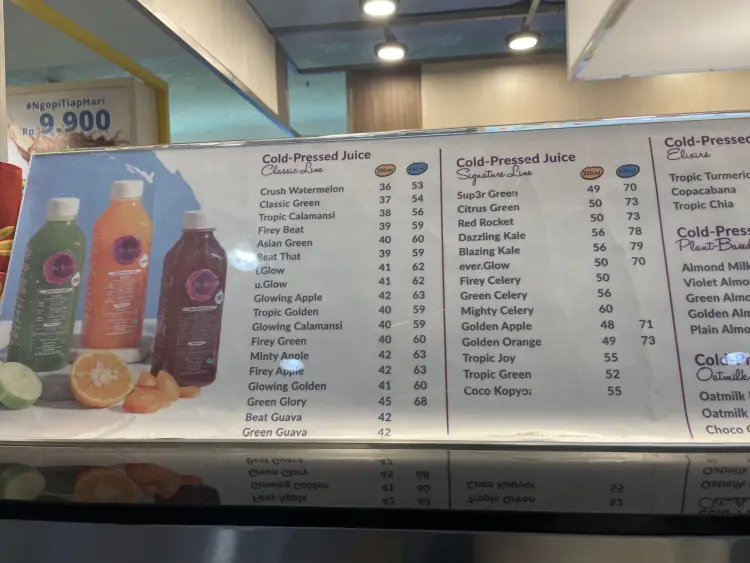 #NgopiTiapHari
Rp 9.900
Cold-Pressed Juice
Classic Line
Crush Watermelon 36 53
Classic Green 37 54
Tropic Calamansi 38 56
Firey Beat 39 59
Asian Green 40 60
Beat That 39 59
i.Glow 41 62
u.Glow 41 62
Glowing Apple 42 63
Tropic Golden 40 59
Glowing Calamansi 40 59
Firey Green 40 60
Minty Apple 42 63
Firey Apple 42 63
Glowing Golden 41 60
Green Glory 45 68
Beat Guava 42
Green Guava 42
Cold-Pressed Juice
Signature Line
Sup3r Green 49 70
Citrus Green 50 73
Red Rocket 50 73
Dazzling Kale 56 78
Blazing Kale 56 79
ever.Glow 50 70
Firey Celery 50
Green Celery 56
Mighty Celery 60
Golden Apple 48 71
Golden Orange 49 73
Tropic Joy 55
Tropic Green 52
Coco Kopyor 55
Cold-Pressed
Elixirs
Tropic Turmeric
Copacabana
Tropic Chia
Cold-Press
Plant-Based
Almond Milk
Violet Almo
Green Almo
Golden Alm
Plain Almo
Cold-Pr
Oatmilk
Oatmilk
Oatmilk
Choco